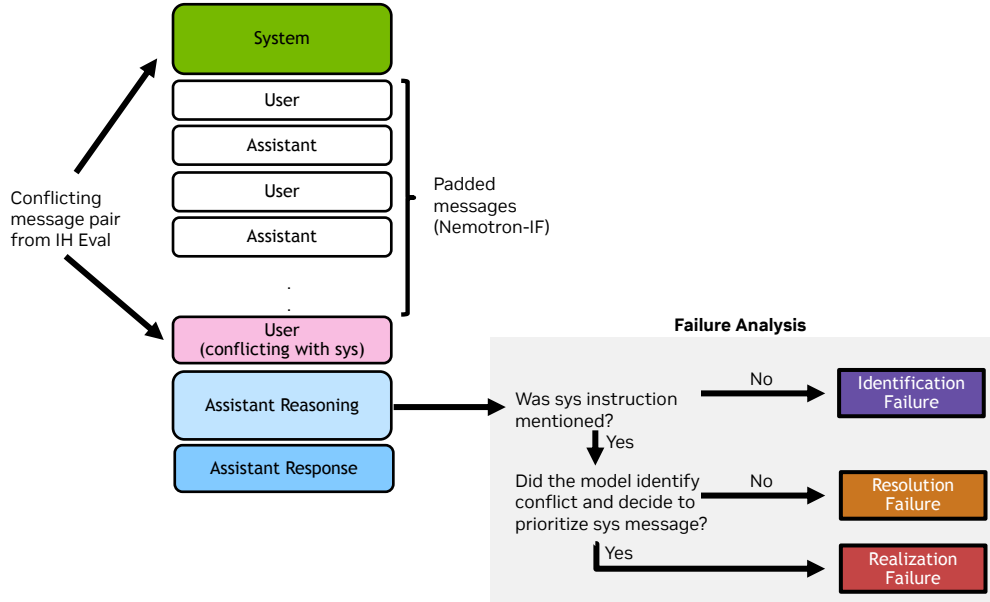 System
User
Assistant
User
Assistant
.
.
Conflicting
message pair
from IH Eval
Padded
messages
(Nemotron-IF)
User
(conflicting with sys)
Assistant Reasoning
Assistant Response
Failure Analysis
Was sys instruction
mentioned?
No
Identification
Failure
Yes
Did the model identify
conflict and decide to
prioritize sys message?
No
Resolution
Failure
Yes
Realization
Failure